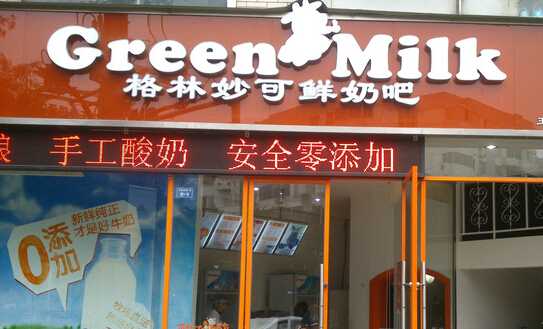 Green Milk
格林妙可鲜奶吧
手工酸奶 安全零添加
新鲜纯正
才是好牛奶
0添加